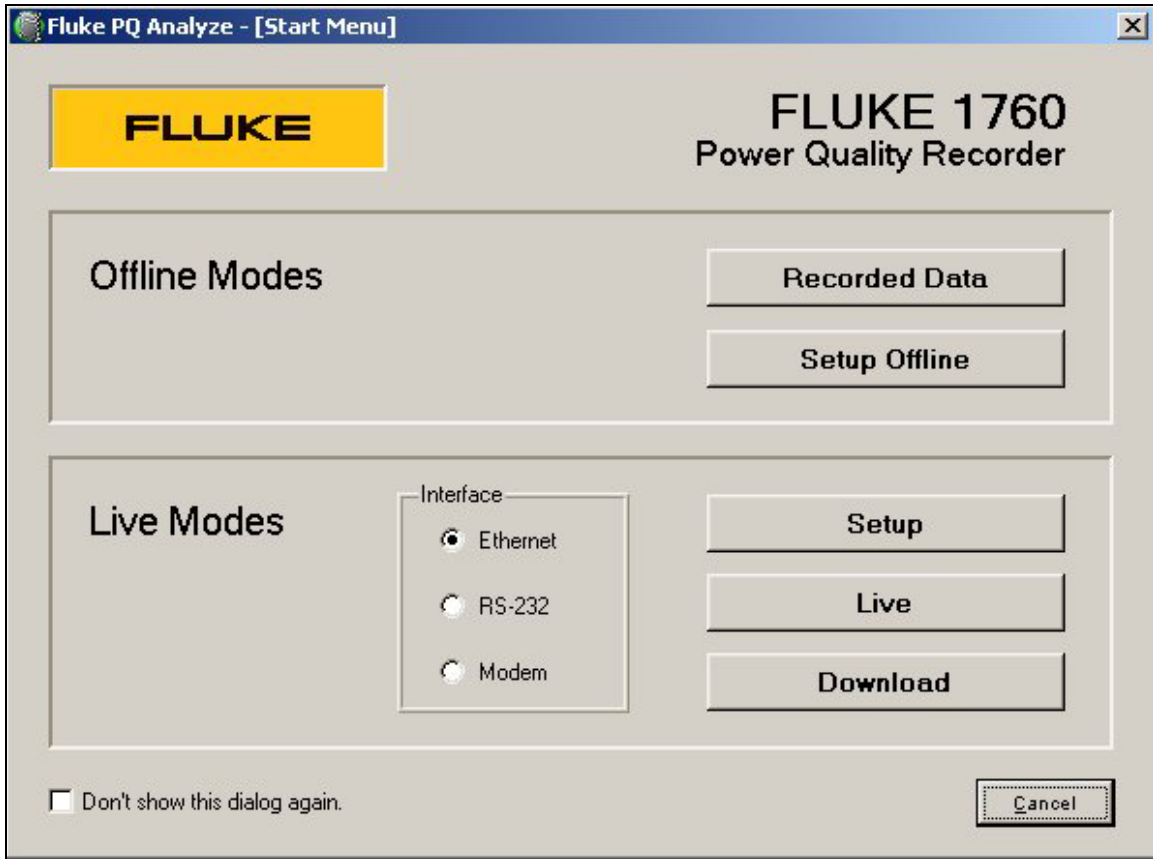 Fluke PQ Analyze - [Start Menu]
FLUKE
FLUKE 1760
Power Quality Recorder
Offline Modes
Recorded Data
Setup Offline
Live Modes
Interface
Ethernet
RS-232
Modem
Setup
Live
Download
Don't show this dialog again.
Cancel